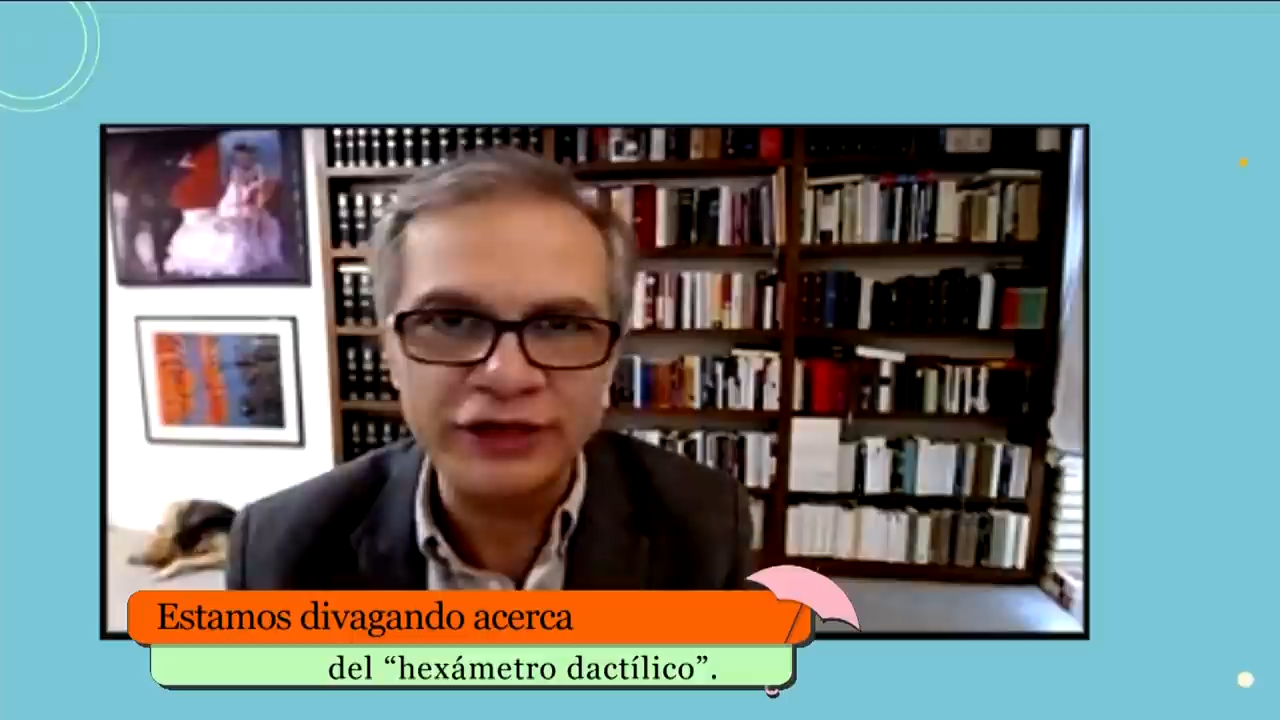 Estamos divagando acerca
del “hexámetro dactílico”.